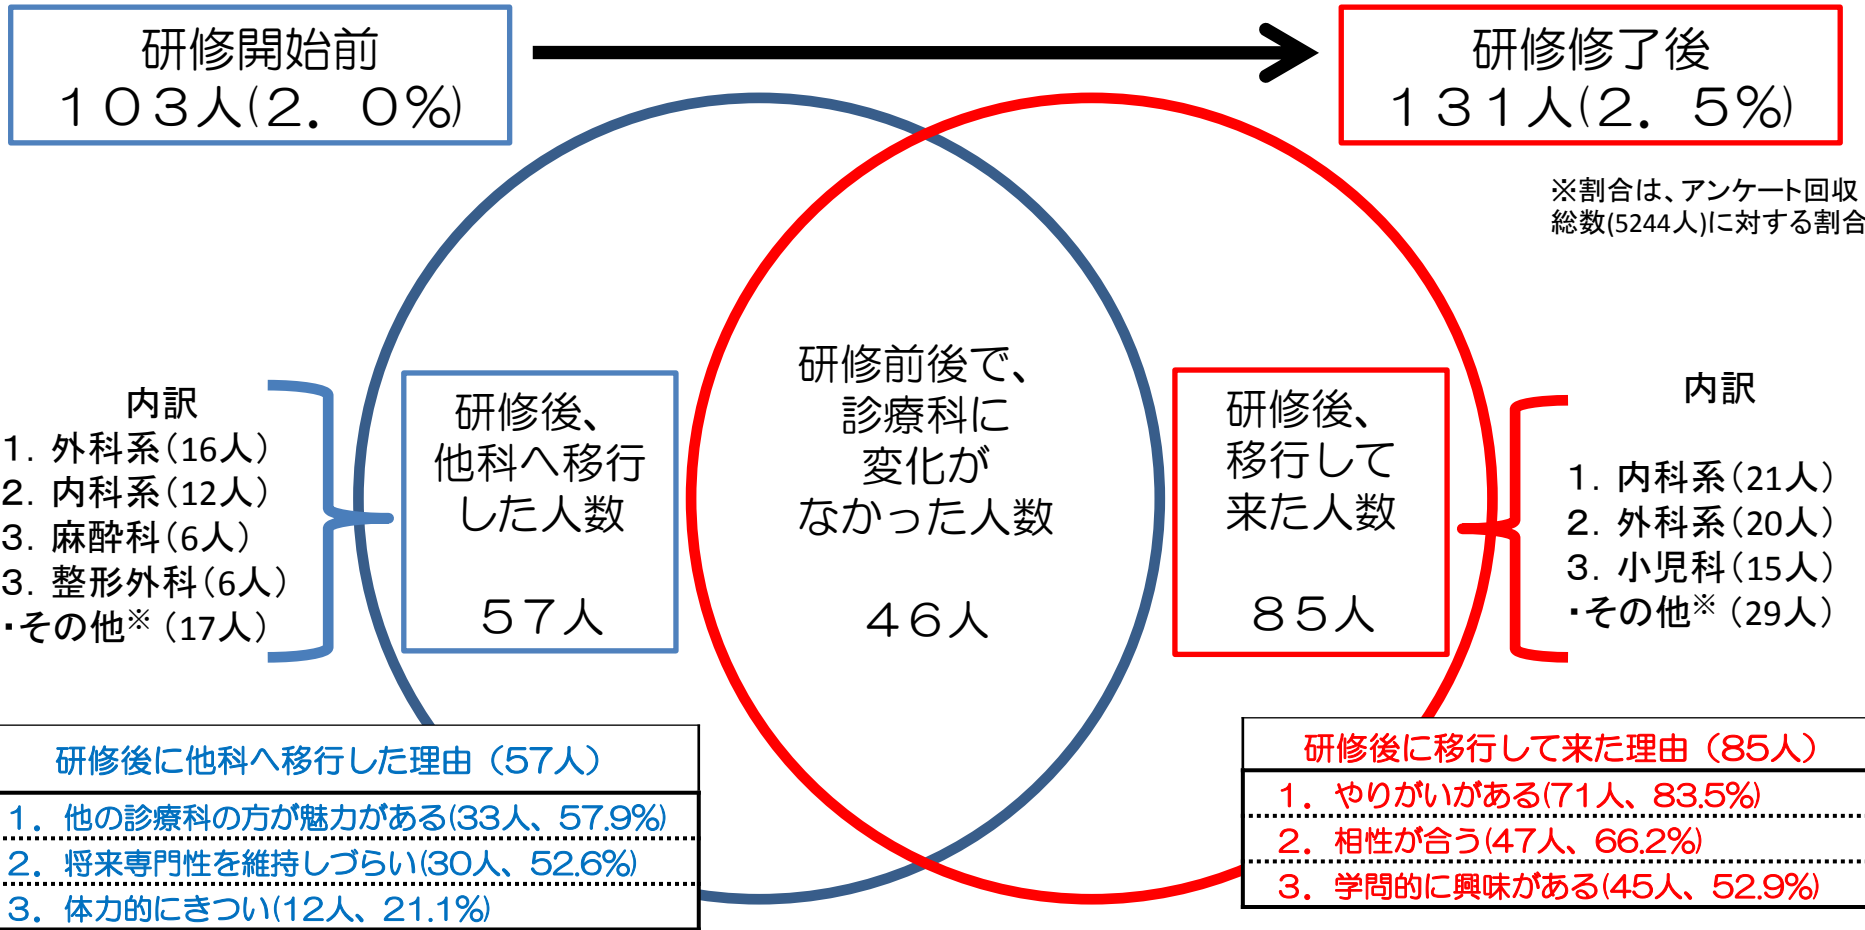 研修開始前
１０３人(２．０%)
研修修了後
１３１人(２．５%)
※割合は、アンケート回収
総数(5244人)に対する割合
内訳
１．外科系（16人）
２．内科系（12人）
３．麻酔科（6人）
３．整形外科（6人）
・その他※（17人）
研修後、
他科へ移行
した人数
５７人
研修前後で、
診療科に
変化が
なかった人数
４６人
研修後、
移行して
来た人数
８５人
内訳
１．内科系（21人）
２．外科系（20人）
３．小児科（15人）
・その他※（29人）
研修後に他科へ移行した理由（57人）
１．他の診療科の方が魅力がある(33人、57.9%)
２．将来専門性を維持しづらい(30人、52.6%)
３．体力的にきつい(12人、21.1%)
研修後に移行して来た理由（85人）
１．やりがいがある(71人、83.5%)
２．相性が合う(47人、66.2%)
３．学問的に興味がある(45人、52.9%)